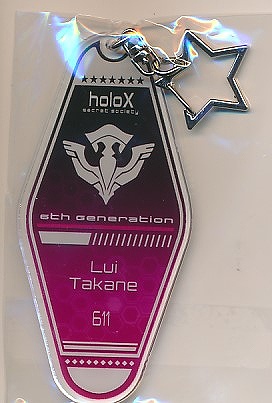 holoX
secret society
6th Generation
Lui
Takane
611